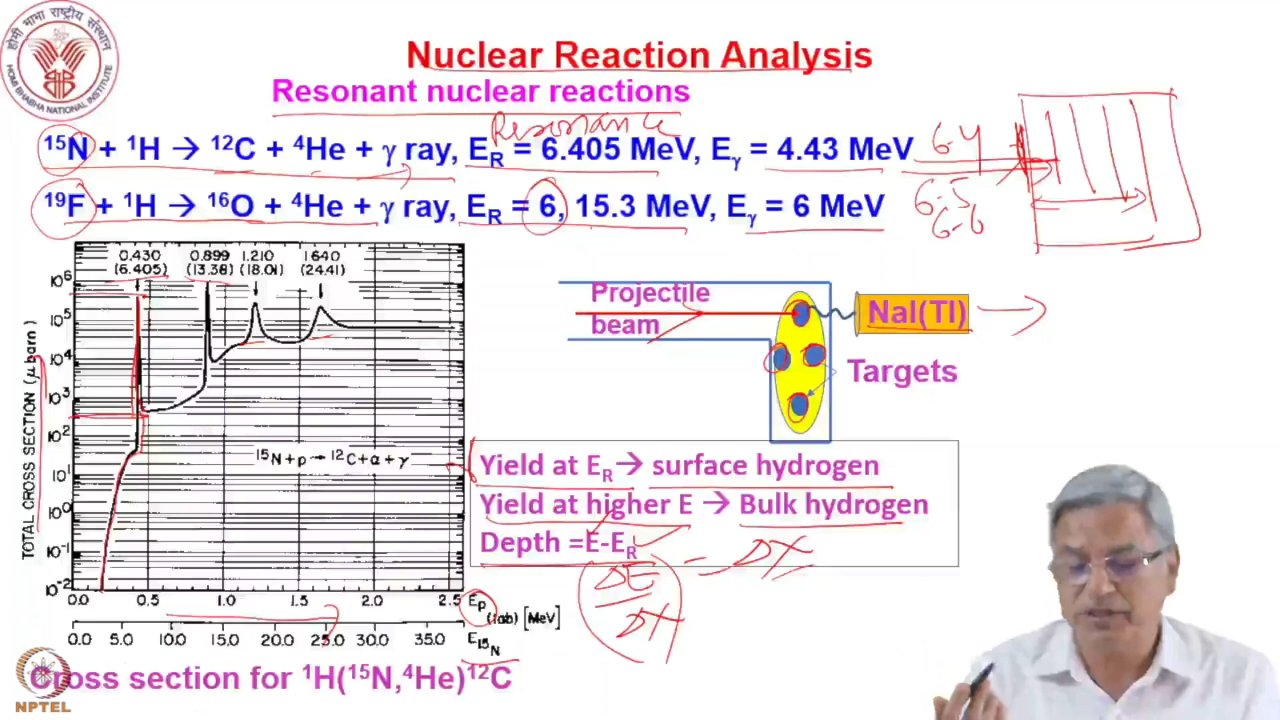 होमी भाभा राष्ट्रीय संस्थान
HOMI BHABHA NATIONAL INSTITUTE
Nuclear Reaction Analysis
Resonant nuclear reactions
Resonance
¹⁵N + ¹H → ¹²C + ⁴He + γ ray, E_R = 6.405 MeV, E_γ = 4.43 MeV
6.4
¹⁹F + ¹H → ¹⁶O + ⁴He + γ ray, E_R = 6, 15.3 MeV, E_γ = 6 MeV
6.5
6.6
0.430 0.899 1.210 1640
(6.405) (13.38) (18.01) (24.41)
10⁶
10⁵
10⁴
10³
10²
10¹
10⁰
10⁻¹
10⁻²
TOTAL CROSS SECTION (μ barn)
¹⁵N + p → ¹²C + α + γ
0.0 0.5 1.0 1.5 2.0 2.5 E_p (lab) [MeV]
0.0 5.0 10.0 15.0 20.0 25.0 30.0 35.0 E_15N
Cross section for ¹H(¹⁵N,⁴He)¹²C
Projectile
beam
NaI(Tl)
Targets
Yield at E_R → surface hydrogen
Yield at higher E → Bulk hydrogen
Depth =E-E_R
= ΔX
ΔE
ΔX
NPTEL